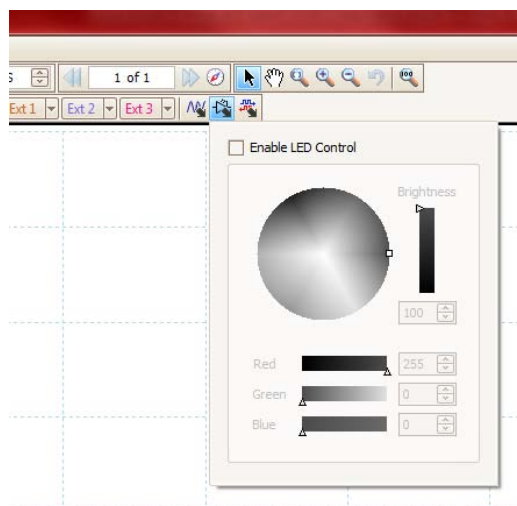 1 of 1
Ext 1 Ext 2 Ext 3
Enable LED Control
Brightness
100
Red 255
Green 0
Blue 0